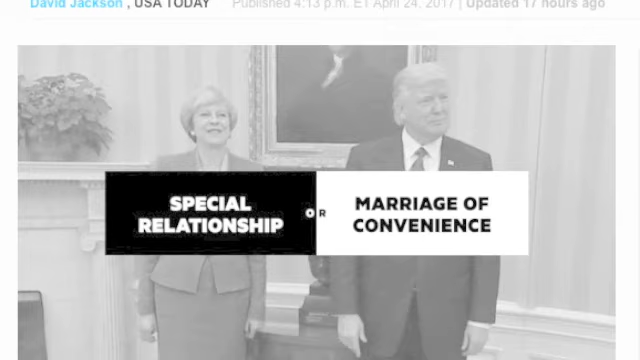 David Jackson , USA TODAY Published 4:13 p.m. ET April 24, 2017 | Updated 17 hours ago
SPECIAL
RELATIONSHIP
OR
MARRIAGE OF
CONVENIENCE